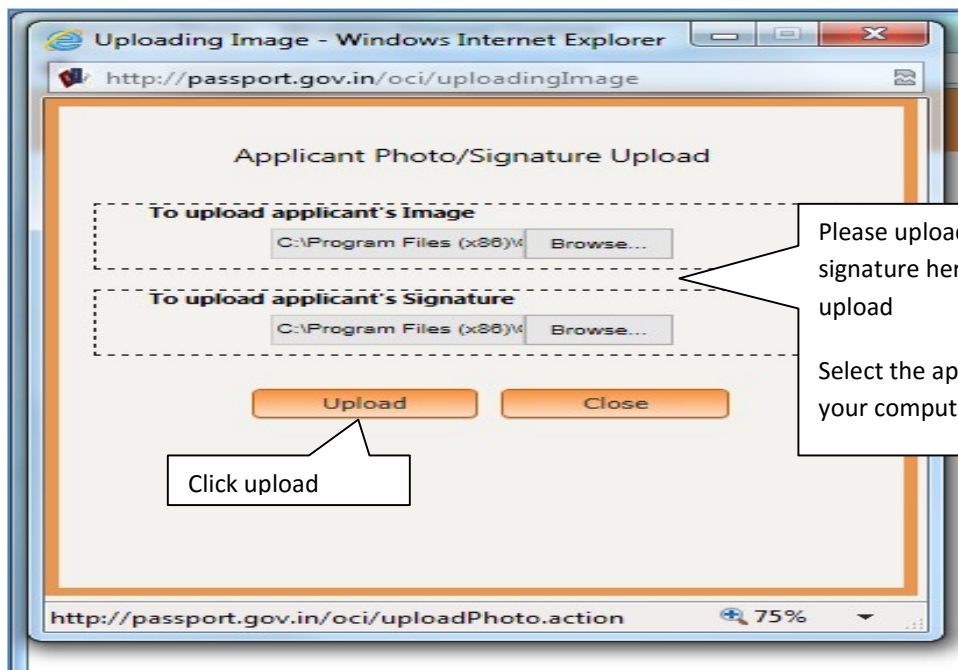 Uploading Image - Windows Internet Explorer
http://passport.gov.in/oci/uploadingImage
Applicant Photo/Signature Upload
To upload applicant's Image
C:\Program Files (x86)\ Browse...
To upload applicant's Signature
C:\Program Files (x86)\ Browse...
Upload Close
Click upload
Please upload
signature her
upload
Select the ap
your comput
http://passport.gov.in/oci/uploadPhoto.action 75%